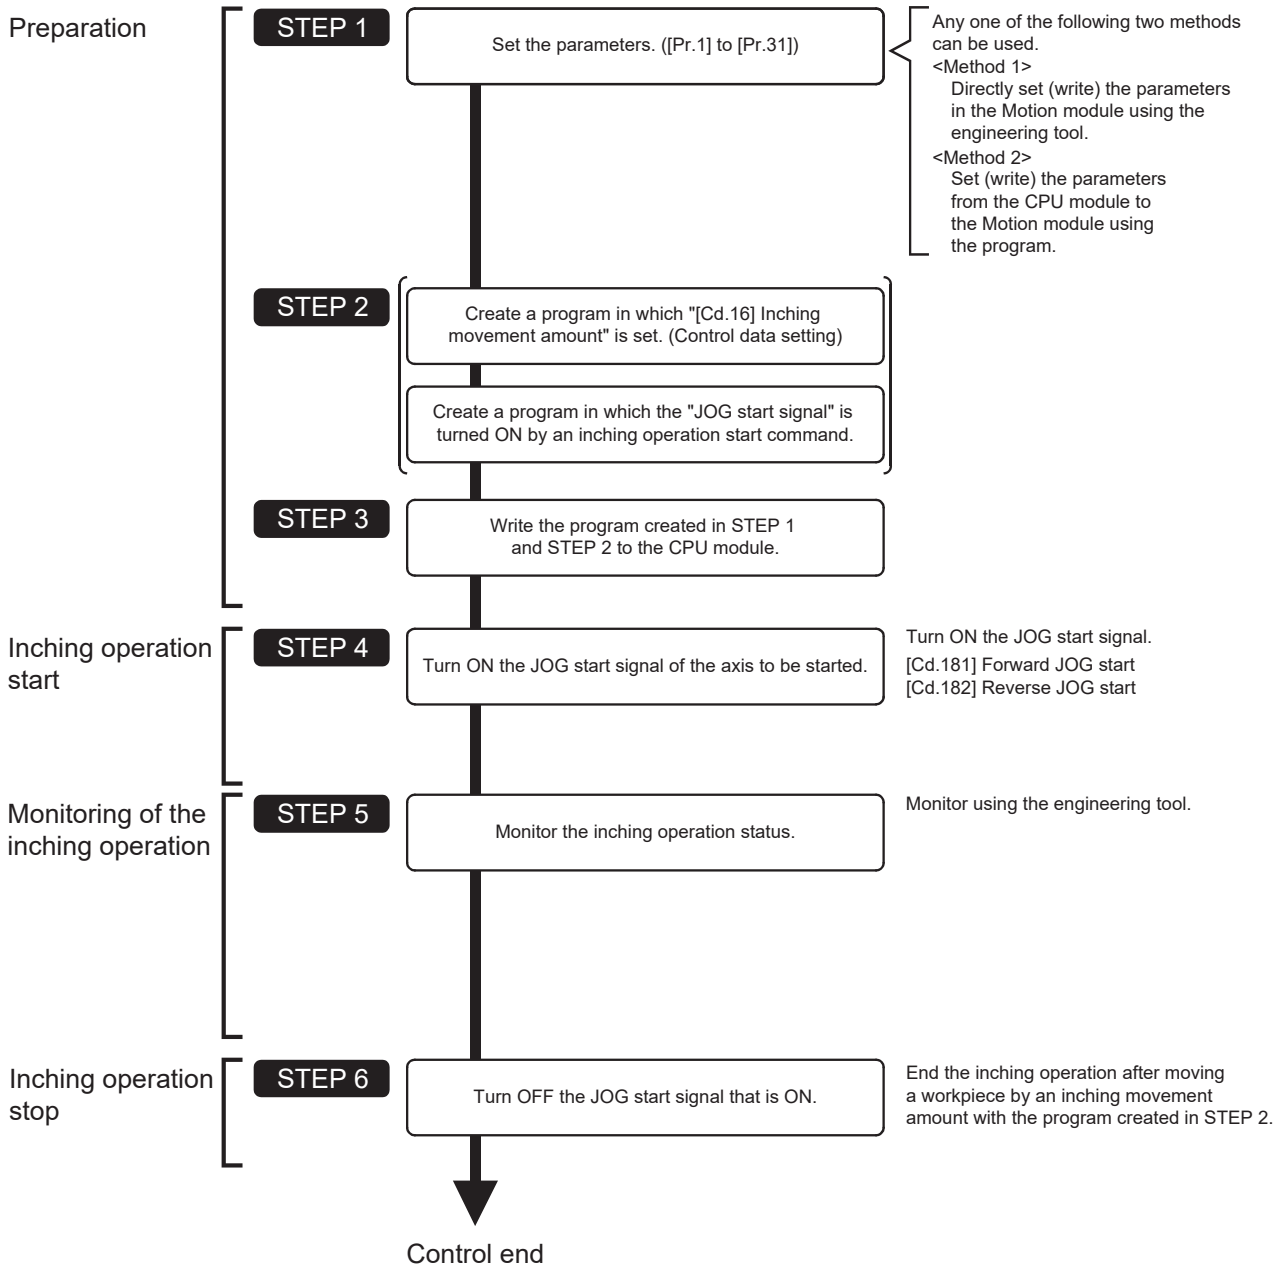 Preparation
STEP 1
Set the parameters. ([Pr.1] to [Pr.31])
Any one of the following two methods
can be used.
<Method 1>
Directly set (write) the parameters
in the Motion module using the
engineering tool.
<Method 2>
Set (write) the parameters
from the CPU module to
the Motion module using
the program.
STEP 2
Create a program in which "[Cd.16] Inching
movement amount" is set. (Control data setting)
Create a program in which the "JOG start signal" is
turned ON by an inching operation start command.
STEP 3
Write the program created in STEP 1
and STEP 2 to the CPU module.
Inching operation
start
STEP 4
Turn ON the JOG start signal of the axis to be started.
Turn ON the JOG start signal.
[Cd.181] Forward JOG start
[Cd.182] Reverse JOG start
Monitoring of the
inching operation
STEP 5
Monitor the inching operation status.
Monitor using the engineering tool.
Inching operation
stop
STEP 6
Turn OFF the JOG start signal that is ON.
End the inching operation after moving
a workpiece by an inching movement
amount with the program created in STEP 2.
Control end